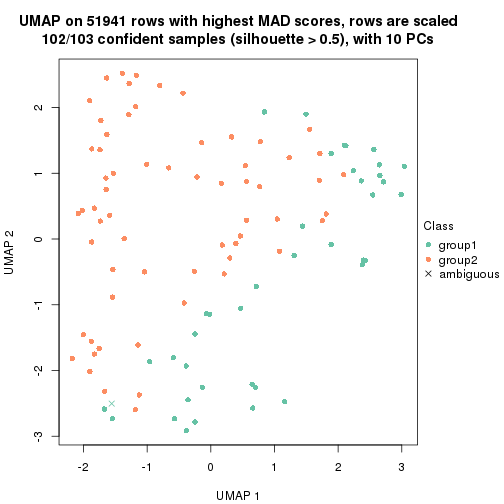 UMAP on 51941 rows with highest MAD scores, rows are scaled
102/103 confident samples (silhouette > 0.5), with 10 PCs
UMAP 2
2
1
0
-1
-2
-3
-2
-1
0
1
2
3
UMAP 1
Class
group1
group2
ambiguous